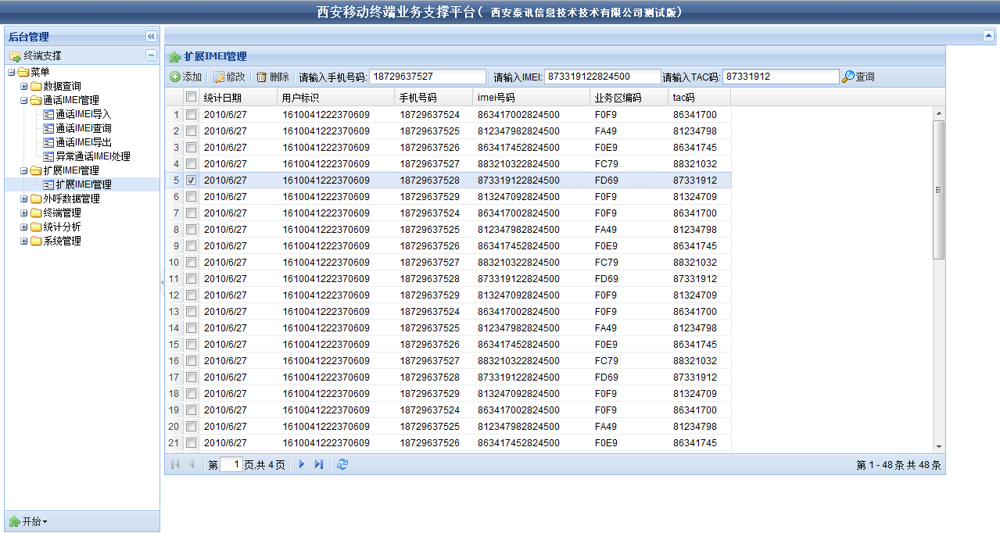 西安移动终端业务支撑平台( 西安泰讯信息技术技术有限公司测试版)
后台管理
终端支撑
菜单
数据查询
通话IMEI管理
通话IMEI导入
通话IMEI查询
通话IMEI导出
异常通话IMEI处理
扩展IMEI管理
扩展IMEI管理
外呼数据管理
终端管理
统计分析
系统管理
开始
扩展IMEI管理
添加 修改 删除 请输入手机号码: 18729637527 请输入IMEI: 873319122824500 请输入TAC码: 87331912 查询
统计日期 用户标识 手机号码 imei号码 业务区编码 tac码
1 2010/6/27 1610041222370609 18729637524 863417002824500 F0F9 86341700
2 2010/6/27 1610041222370609 18729637525 812347982824500 FA49 81234798
3 2010/6/27 1610041222370609 18729637526 863417452824500 F0E9 86341745
4 2010/6/27 1610041222370609 18729637527 883210322824500 FC79 88321032
5 2010/6/27 1610041222370609 18729637528 873319122824500 FD69 87331912
6 2010/6/27 1610041222370609 18729637529 813247092824500 F0F9 81324709
7 2010/6/27 1610041222370609 18729637524 863417002824500 F0F9 86341700
8 2010/6/27 1610041222370609 18729637525 812347982824500 FA49 81234798
9 2010/6/27 1610041222370609 18729637526 863417452824500 F0E9 86341745
10 2010/6/27 1610041222370609 18729637527 883210322824500 FC79 88321032
11 2010/6/27 1610041222370609 18729637528 873319122824500 FD69 87331912
12 2010/6/27 1610041222370609 18729637529 813247092824500 F0F9 81324709
13 2010/6/27 1610041222370609 18729637524 863417002824500 F0F9 86341700
14 2010/6/27 1610041222370609 18729637525 812347982824500 FA49 81234798
15 2010/6/27 1610041222370609 18729637526 863417452824500 F0E9 86341745
16 2010/6/27 1610041222370609 18729637527 883210322824500 FC79 88321032
17 2010/6/27 1610041222370609 18729637528 873319122824500 FD69 87331912
18 2010/6/27 1610041222370609 18729637529 813247092824500 F0F9 81324709
19 2010/6/27 1610041222370609 18729637524 863417002824500 F0F9 86341700
20 2010/6/27 1610041222370609 18729637525 812347982824500 FA49 81234798
21 2010/6/27 1610041222370609 18729637526 863417452824500 F0E9 86341745
第 1 页,共 4 页 第 1 - 48 条 共 48 条